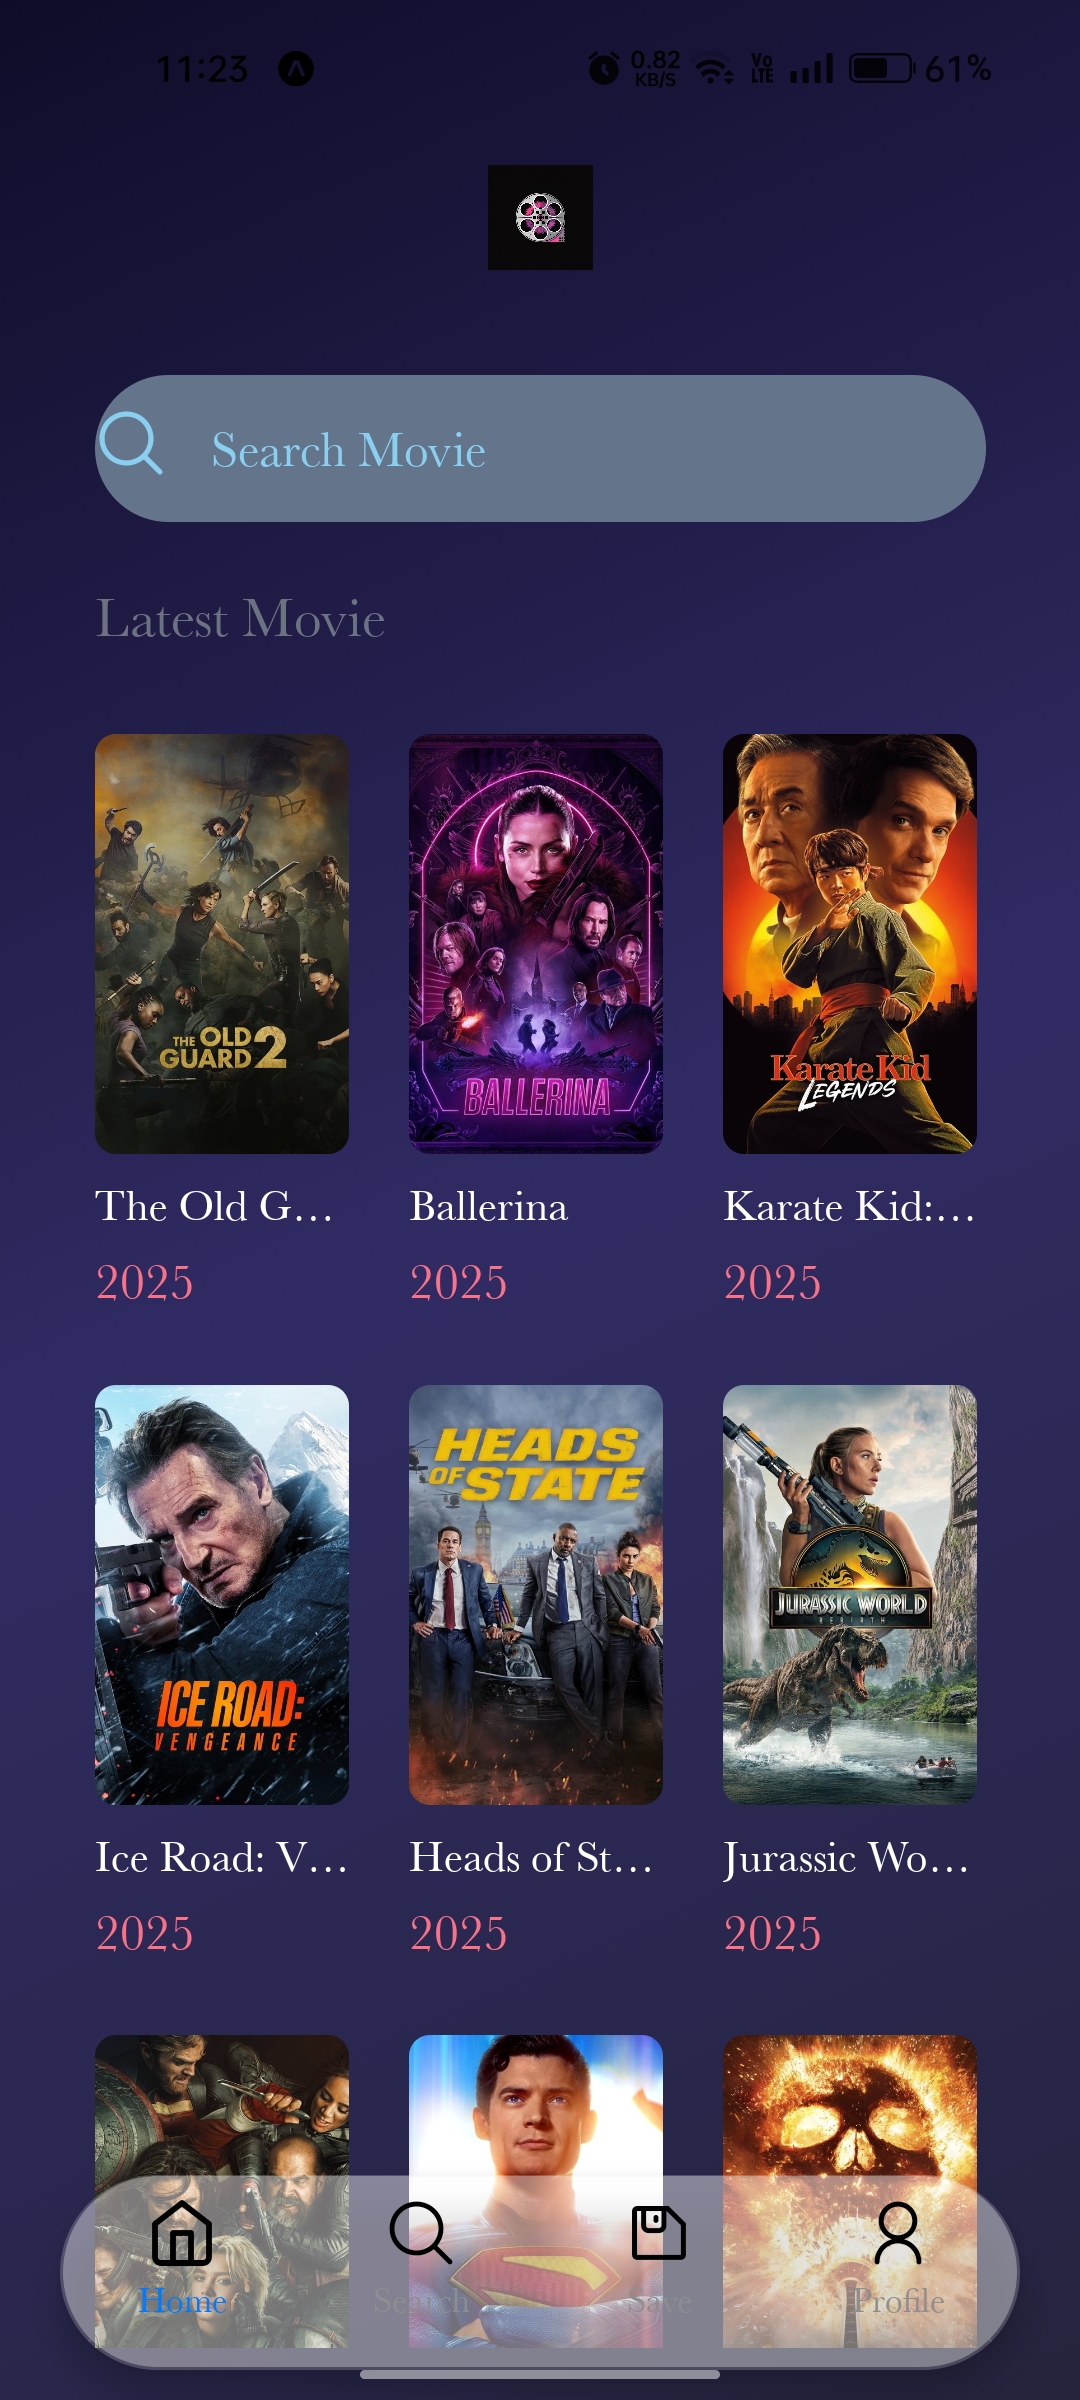 11:23
0.82 KB/S Vo LTE 61%
Search Movie
Latest Movie
THE OLD GUARD 2
BALLERINA
Karate Kid
LEGENDS
The Old G...
Ballerina
Karate Kid:...
2025
2025
2025
ICE ROAD:
VENGEANCE
HEADS
OF STATE
JURASSIC WORLD
REBIRTH
Ice Road: V...
Heads of St...
Jurassic Wo...
2025
2025
2025
Home
Search
Save
Profile